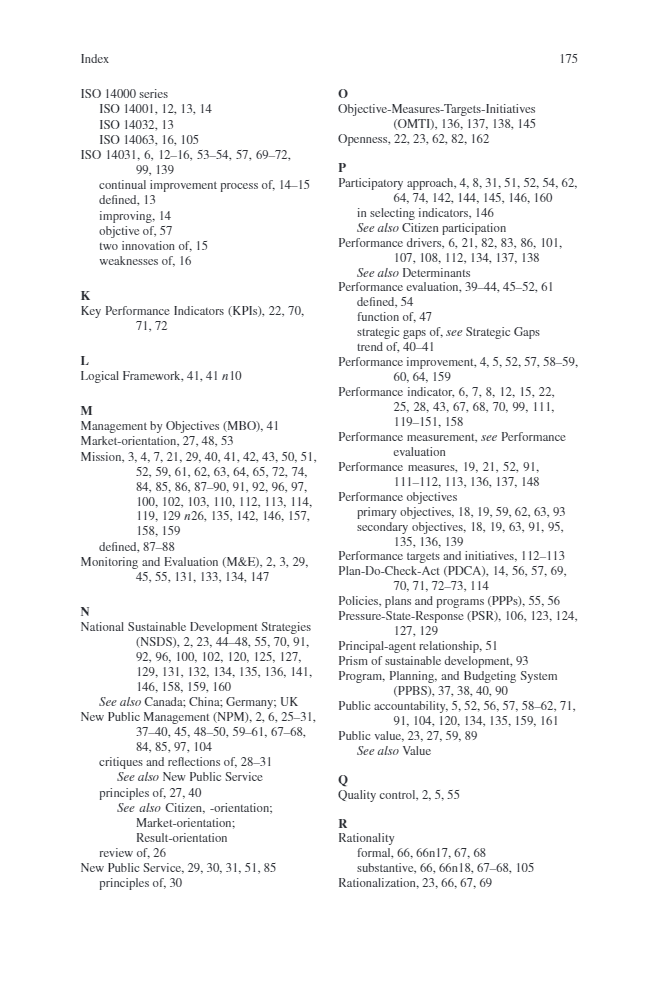 Index
175
ISO 14000 series
ISO 14001, 12, 13, 14
ISO 14032, 13
ISO 14063, 16, 105
ISO 14031, 6, 12–16, 53–54, 57, 69–72,
99, 139
continual improvement process of, 14–15
defined, 13
improving, 14
objctive of, 57
two innovation of, 15
weaknesses of, 16
K
Key Performance Indicators (KPIs), 22, 70,
71, 72
L
Logical Framework, 41, 41 n10
M
Management by Objectives (MBO), 41
Market-orientation, 27, 48, 53
Mission, 3, 4, 7, 21, 29, 40, 41, 42, 43, 50, 51,
52, 59, 61, 62, 63, 64, 65, 72, 74,
84, 85, 86, 87–90, 91, 92, 96, 97,
100, 102, 103, 110, 112, 113, 114,
119, 129 n26, 135, 142, 146, 157,
158, 159
defined, 87–88
Monitoring and Evaluation (M&E), 2, 3, 29,
45, 55, 131, 133, 134, 147
N
National Sustainable Development Strategies
(NSDS), 2, 23, 44–48, 55, 70, 91,
92, 96, 100, 102, 120, 125, 127,
129, 131, 132, 134, 135, 136, 141,
146, 158, 159, 160
See also Canada; China; Germany; UK
New Public Management (NPM), 2, 6, 25–31,
37–40, 45, 48–50, 59–61, 67–68,
84, 85, 97, 104
critiques and reflections of, 28–31
See also New Public Service
principles of, 27, 40
See also Citizen, -orientation;
Market-orientation;
Result-orientation
review of, 26
New Public Service, 29, 30, 31, 51, 85
principles of, 30
O
Objective-Measures-Targets-Initiatives
(OMTI), 136, 137, 138, 145
Openness, 22, 23, 62, 82, 162
P
Participatory approach, 4, 8, 31, 51, 52, 54, 62,
64, 74, 142, 144, 145, 146, 160
in selecting indicators, 146
See also Citizen participation
Performance drivers, 6, 21, 82, 83, 86, 101,
107, 108, 112, 134, 137, 138
See also Determinants
Performance evaluation, 39–44, 45–52, 61
defined, 54
function of, 47
strategic gaps of, see Strategic Gaps
trend of, 40–41
Performance improvement, 4, 5, 52, 57, 58–59,
60, 64, 159
Performance indicator, 6, 7, 8, 12, 15, 22,
25, 28, 43, 67, 68, 70, 99, 111,
119–151, 158
Performance measurement, see Performance
evaluation
Performance measures, 19, 21, 52, 91,
111–112, 113, 136, 137, 148
Performance objectives
primary objectives, 18, 19, 59, 62, 63, 93
secondary objectives, 18, 19, 63, 91, 95,
135, 136, 139
Performance targets and initiatives, 112–113
Plan-Do-Check-Act (PDCA), 14, 56, 57, 69,
70, 71, 72–73, 114
Policies, plans and programs (PPPs), 55, 56
Pressure-State-Response (PSR), 106, 123, 124,
127, 129
Principal-agent relationship, 51
Prism of sustainable development, 93
Program, Planning, and Budgeting System
(PPBS), 37, 38, 40, 90
Public accountability, 5, 52, 56, 57, 58–62, 71,
91, 104, 120, 134, 135, 159, 161
Public value, 23, 27, 59, 89
See also Value
Q
Quality control, 2, 5, 55
R
Rationality
formal, 66, 66n17, 67, 68
substantive, 66, 66n18, 67–68, 105
Rationalization, 23, 66, 67, 69